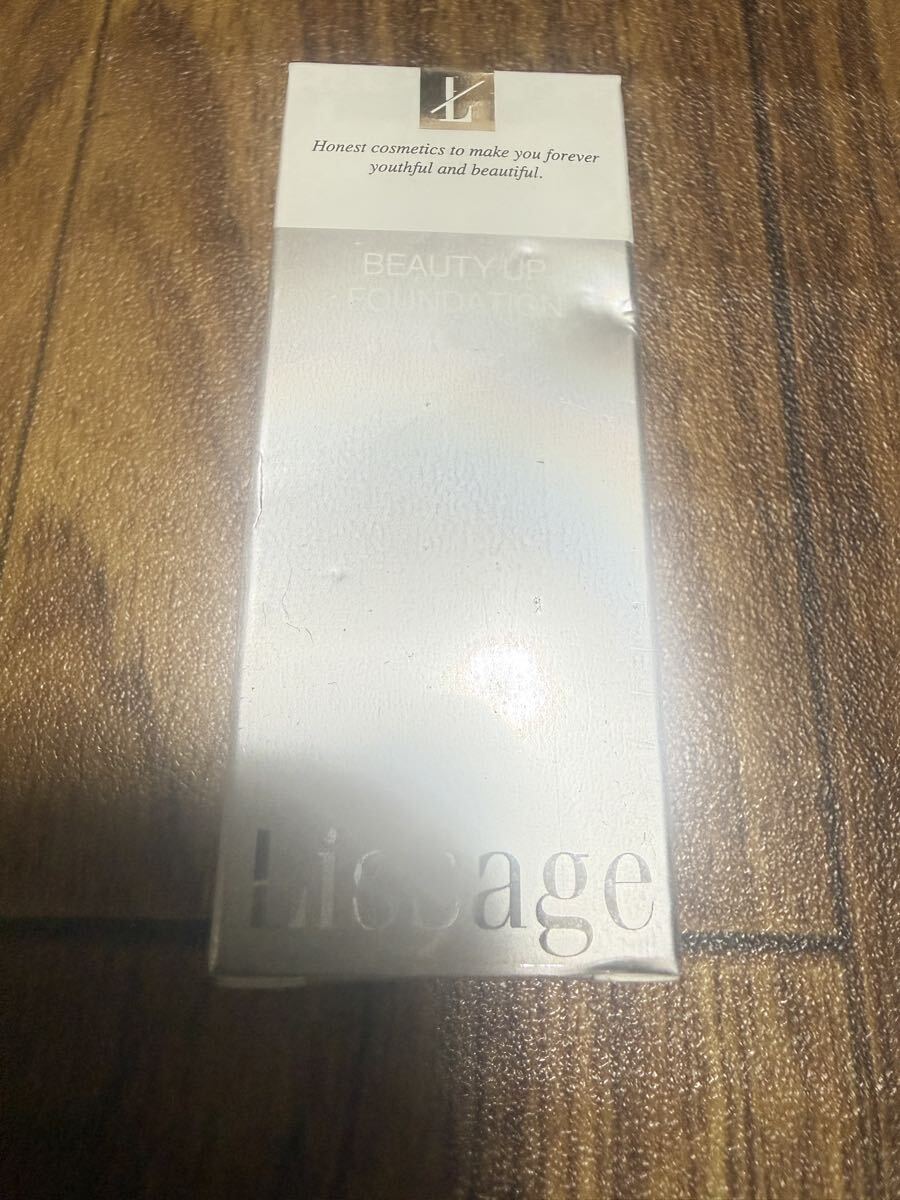 L
Honest cosmetics to make you forever
youthful and beautiful.
BEAUTY UP
FOUNDATION
Lissage